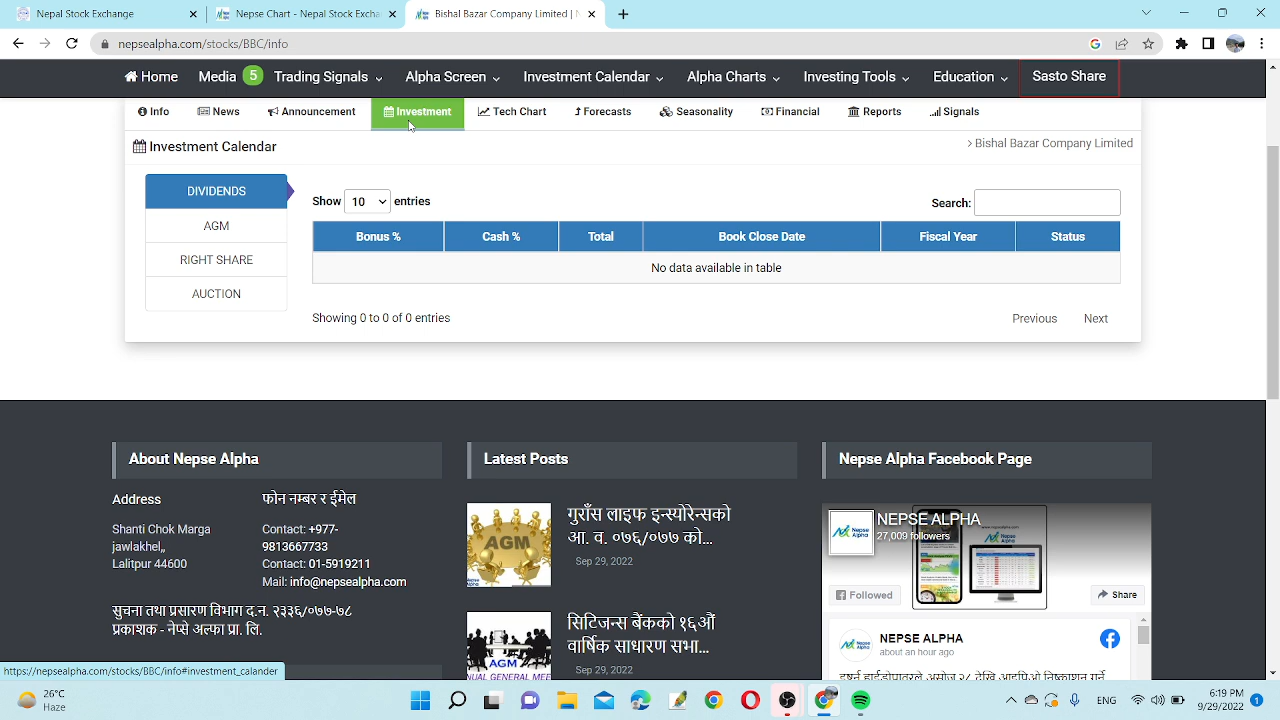 Nepal Stock Exchange
Nepse Chart - Nepal Stock Excha
Bishal Bazar Company Limited | N
nepsealpha.com/stocks/BBC/info
Home
Media 5
Trading Signals
Alpha Screen
Investment Calendar
Alpha Charts
Investing Tools
Education
Sasto Share
Info
News
Announcement
Investment
Tech Chart
Forecasts
Seasonality
Financial
Reports
Signals
Investment Calendar
> Bishal Bazar Company Limited
DIVIDENDS
AGM
RIGHT SHARE
AUCTION
Show 10 entries
Search:
Bonus % Cash % Total Book Close Date Fiscal Year Status
No data available in table
Showing 0 to 0 of 0 entries
Previous Next
About Nepse Alpha
Address
Shanti Chok Marga
jawlakhel,,
Lalitpur 44600
फोन नम्बर र ईमेल
Contact: +977-
9813667733
Contact: 01-5919211
Mail: info@nepsealpha.com
सुचना तथा प्रसारण विभाग द.न. २३३६/०७७-७८
प्रकाशक - नेप्से अल्फा प्रा. लि.
Latest Posts
AGM
गुराँस लाइफ इन्स्योरेन्सको
आ. व. ०७६/०७७ को...
Sep 29, 2022
AGM
NUAL GENERAL MEE
सिटिजन्स बैंकको १६औं
वार्षिक साधारण सभा...
Sep 29, 2022
Nepse Alpha Facebook Page
Nepse
Alpha
NEPSE ALPHA
27,009 followers
Followed
Share
NEPSE ALPHA
about an hour ago
https://nepsealpha.com/stocks/BBC/info#investment_calander
26°C
Haze
ENG
6:19 PM
9/29/2022
1